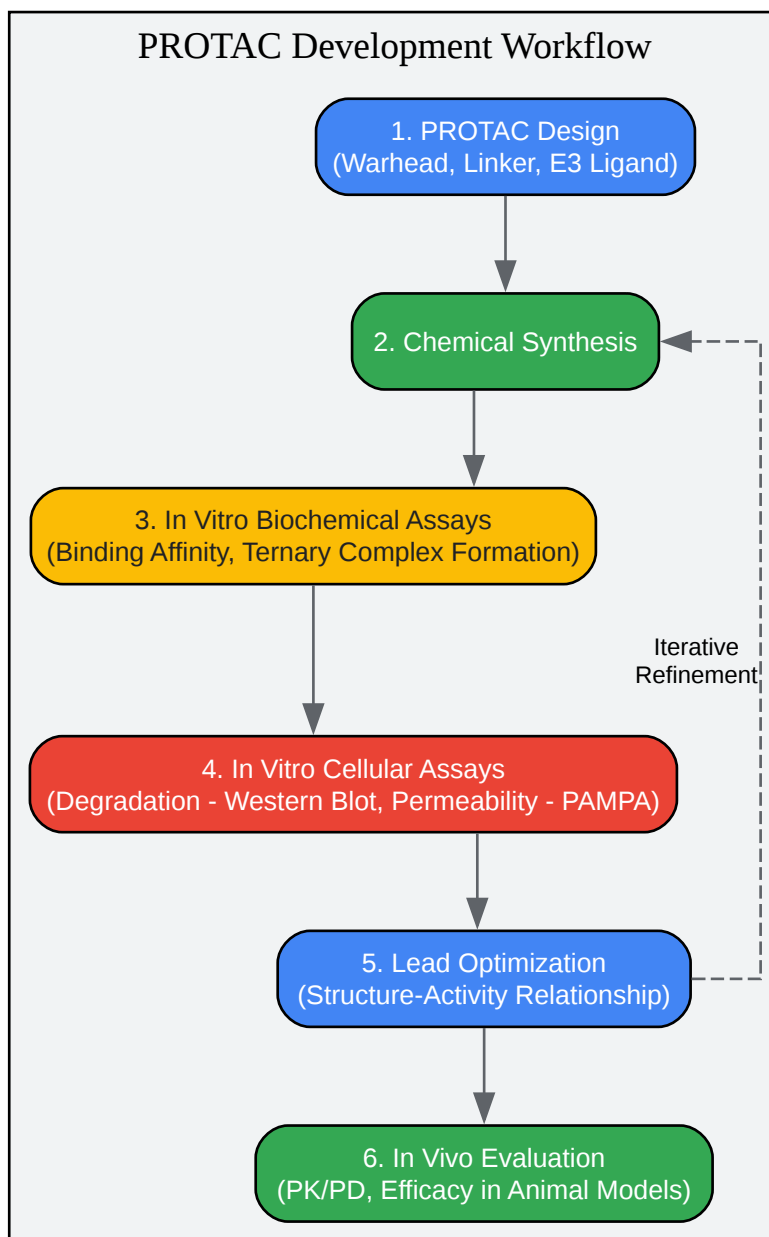 PROTAC Development Workflow
1. PROTAC Design
(Warhead, Linker, E3 Ligand)
2. Chemical Synthesis
3. In Vitro Biochemical Assays
(Binding Affinity, Ternary Complex Formation)
Iterative
Refinement
4. In Vitro Cellular Assays
(Degradation - Western Blot, Permeability - PAMPA)
5. Lead Optimization
(Structure-Activity Relationship)
6. In Vivo Evaluation
(PK/PD, Efficacy in Animal Models)